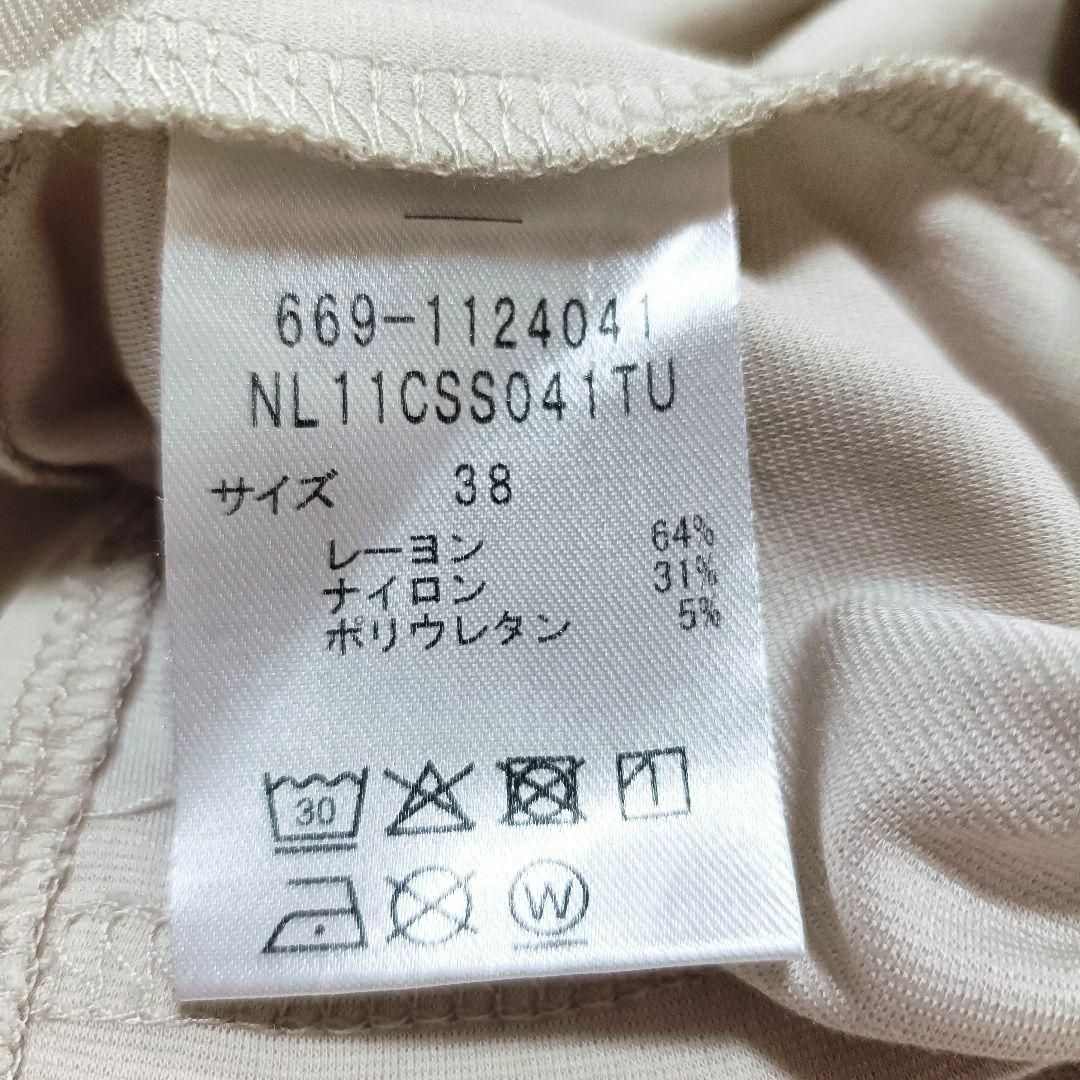 669-1124041
NL11CSS041TU
サイズ 38
レーヨン 64%
ナイロン 31%
ポリウレタン 5%
30
W